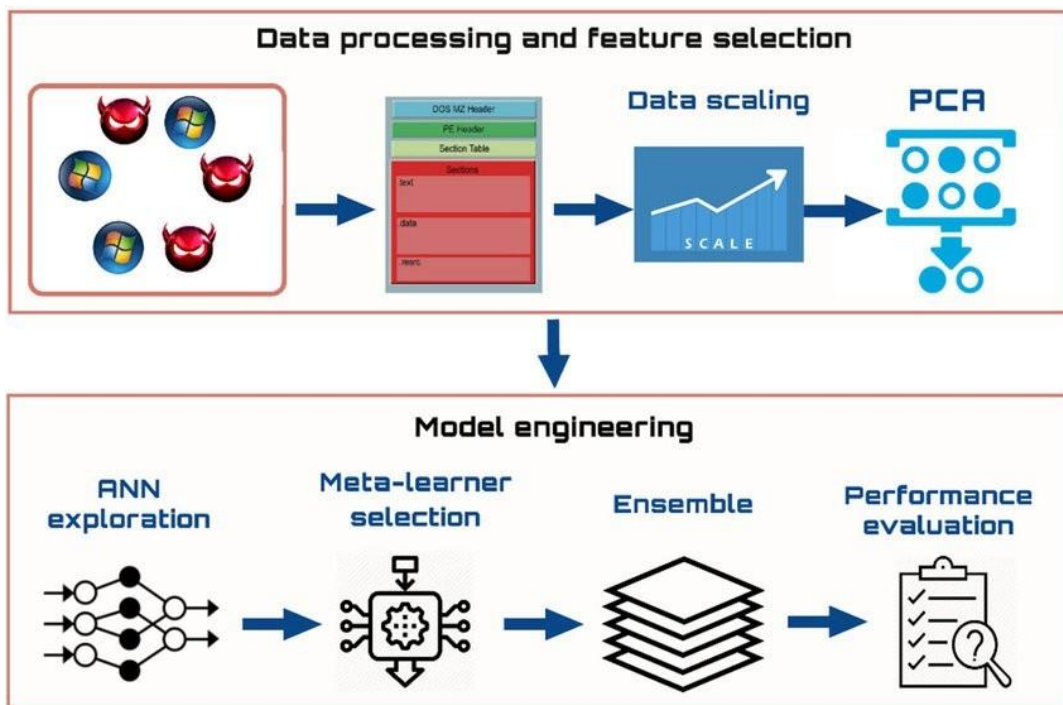 Data processing and feature selection
Data scaling
PCA
DOS MZ Header
PE Header
Section Table
Sections
.text
.data
.rsrc
SCALE
Model engineering
ANN
exploration
Meta-learner
selection
Ensemble
Performance
evaluation
?